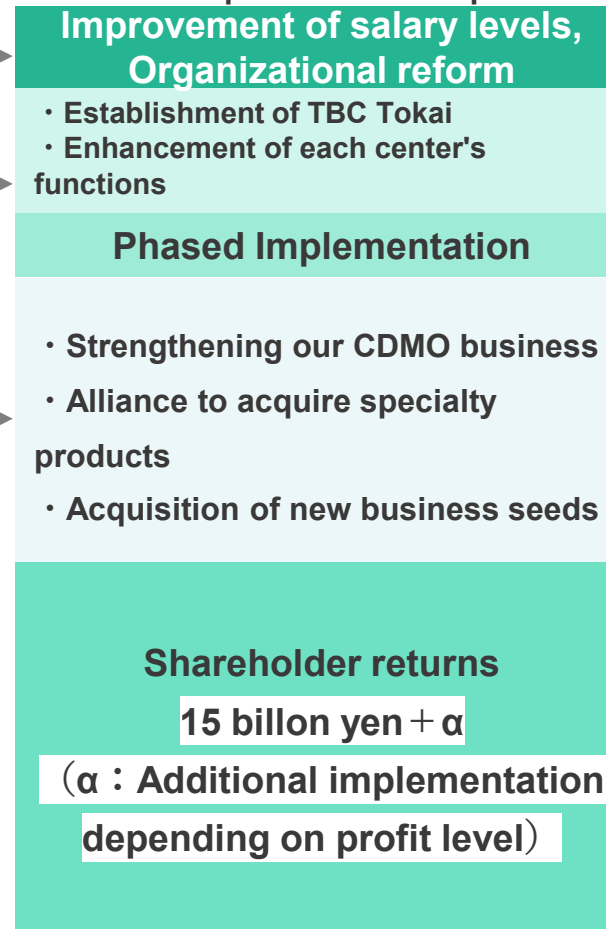 Improvement of salary levels,
Organizational reform
・Establishment of TBC Tokai
・Enhancement of each center's
functions
Phased Implementation
・Strengthening our CDMO business
・Alliance to acquire specialty
products
・Acquisition of new business seeds
Shareholder returns
15 billon yen＋α
（α：Additional implementation
depending on profit level）